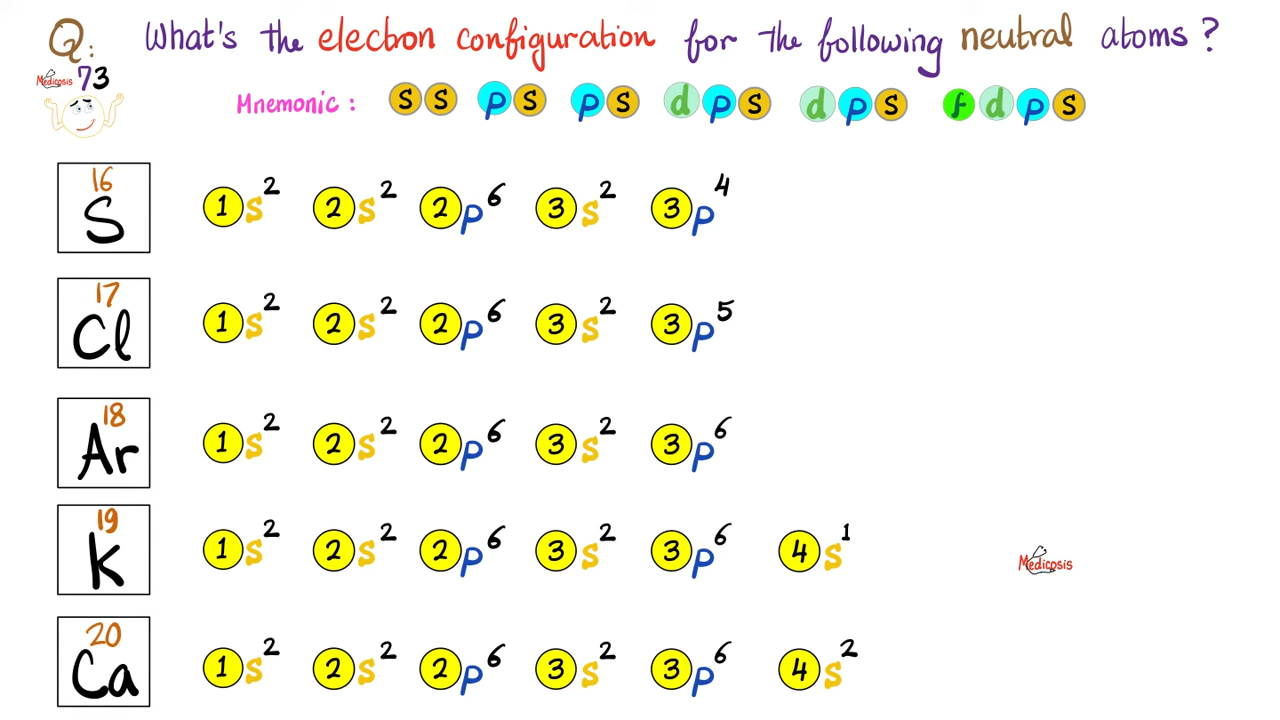 Q: What's the electron configuration for the following neutral atoms ?
Medicosis 73
Mnemonic : s s p s p s d p s d p s f d p s
16
S 1s² 2s² 2p⁶ 3s² 3p⁴
17
Cl 1s² 2s² 2p⁶ 3s² 3p⁵
18
Ar 1s² 2s² 2p⁶ 3s² 3p⁶
19
K 1s² 2s² 2p⁶ 3s² 3p⁶ 4s¹
Medicosis
20
Ca 1s² 2s² 2p⁶ 3s² 3p⁶ 4s²